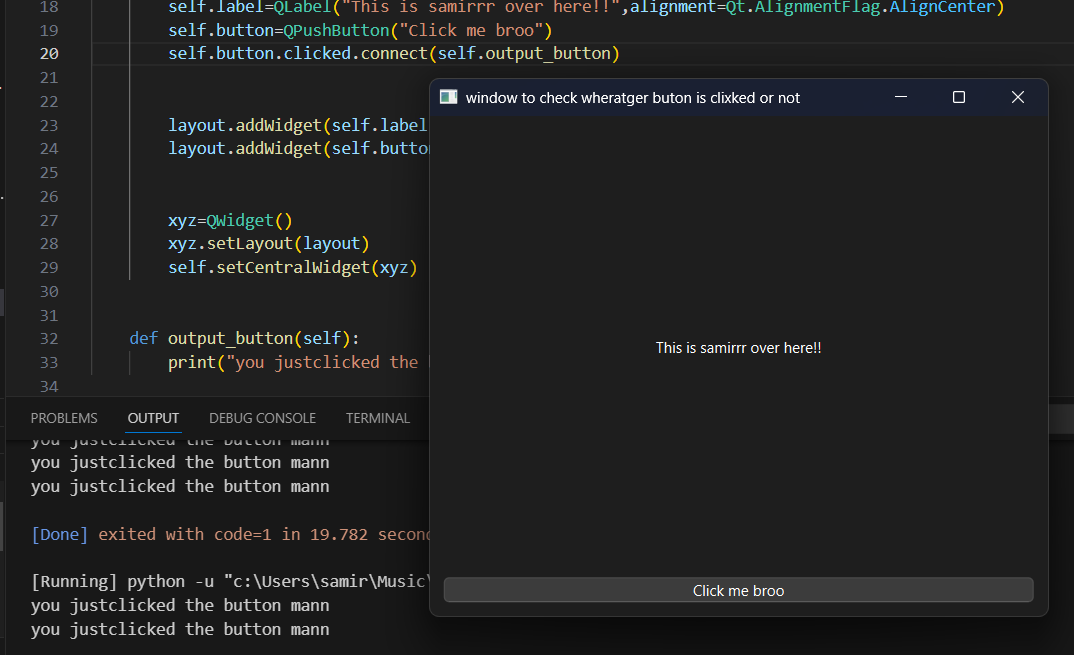 18 self.label=QLabel("This is samirrr over here!!",alignment=Qt.AlignmentFlag.AlignCenter)
19 self.button=QPushButton("Click me broo")
20 self.button.clicked.connect(self.output_button)
21
22
23 layout.addWidget(self.label
24 layout.addWidget(self.butto
25
26
27 xyz=QWidget()
28 xyz.setLayout(layout)
29 self.setCentralWidget(xyz)
30
31
32 def output_button(self):
33 print("you justclicked the
34
window to check wheratger buton is clixked or not
This is samirrr over here!!
Click me broo
PROBLEMS OUTPUT DEBUG CONSOLE TERMINAL
you justclicked the button mann
you justclicked the button mann
you justclicked the button mann
[Done] exited with code=1 in 19.782 second
[Running] python -u "c:\Users\samir\Music\
you justclicked the button mann
you justclicked the button mann